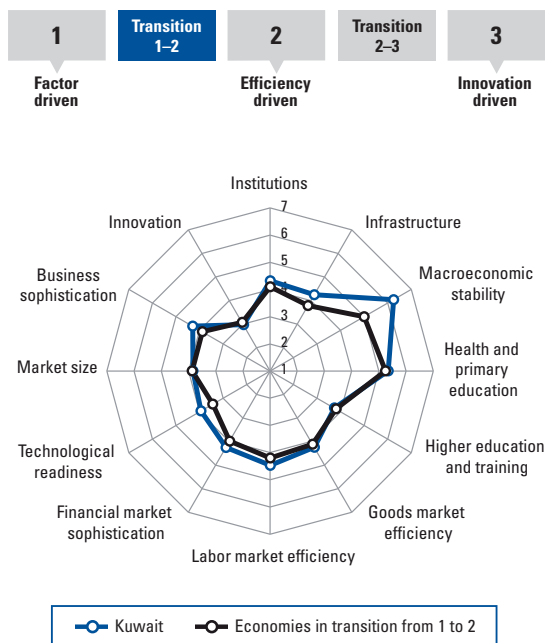 1
Transition
1–2
2
Transition
2–3
3
Factor
driven
Efficiency
driven
Innovation
driven
Institutions
7
6
5
4
3
2
1
Infrastructure
Macroeconomic
stability
Health and
primary
education
Higher education
and training
Goods market
efficiency
Labor market efficiency
Financial market
sophistication
Technological
readiness
Market size
Business
sophistication
Innovation
Kuwait
Economies in transition from 1 to 2